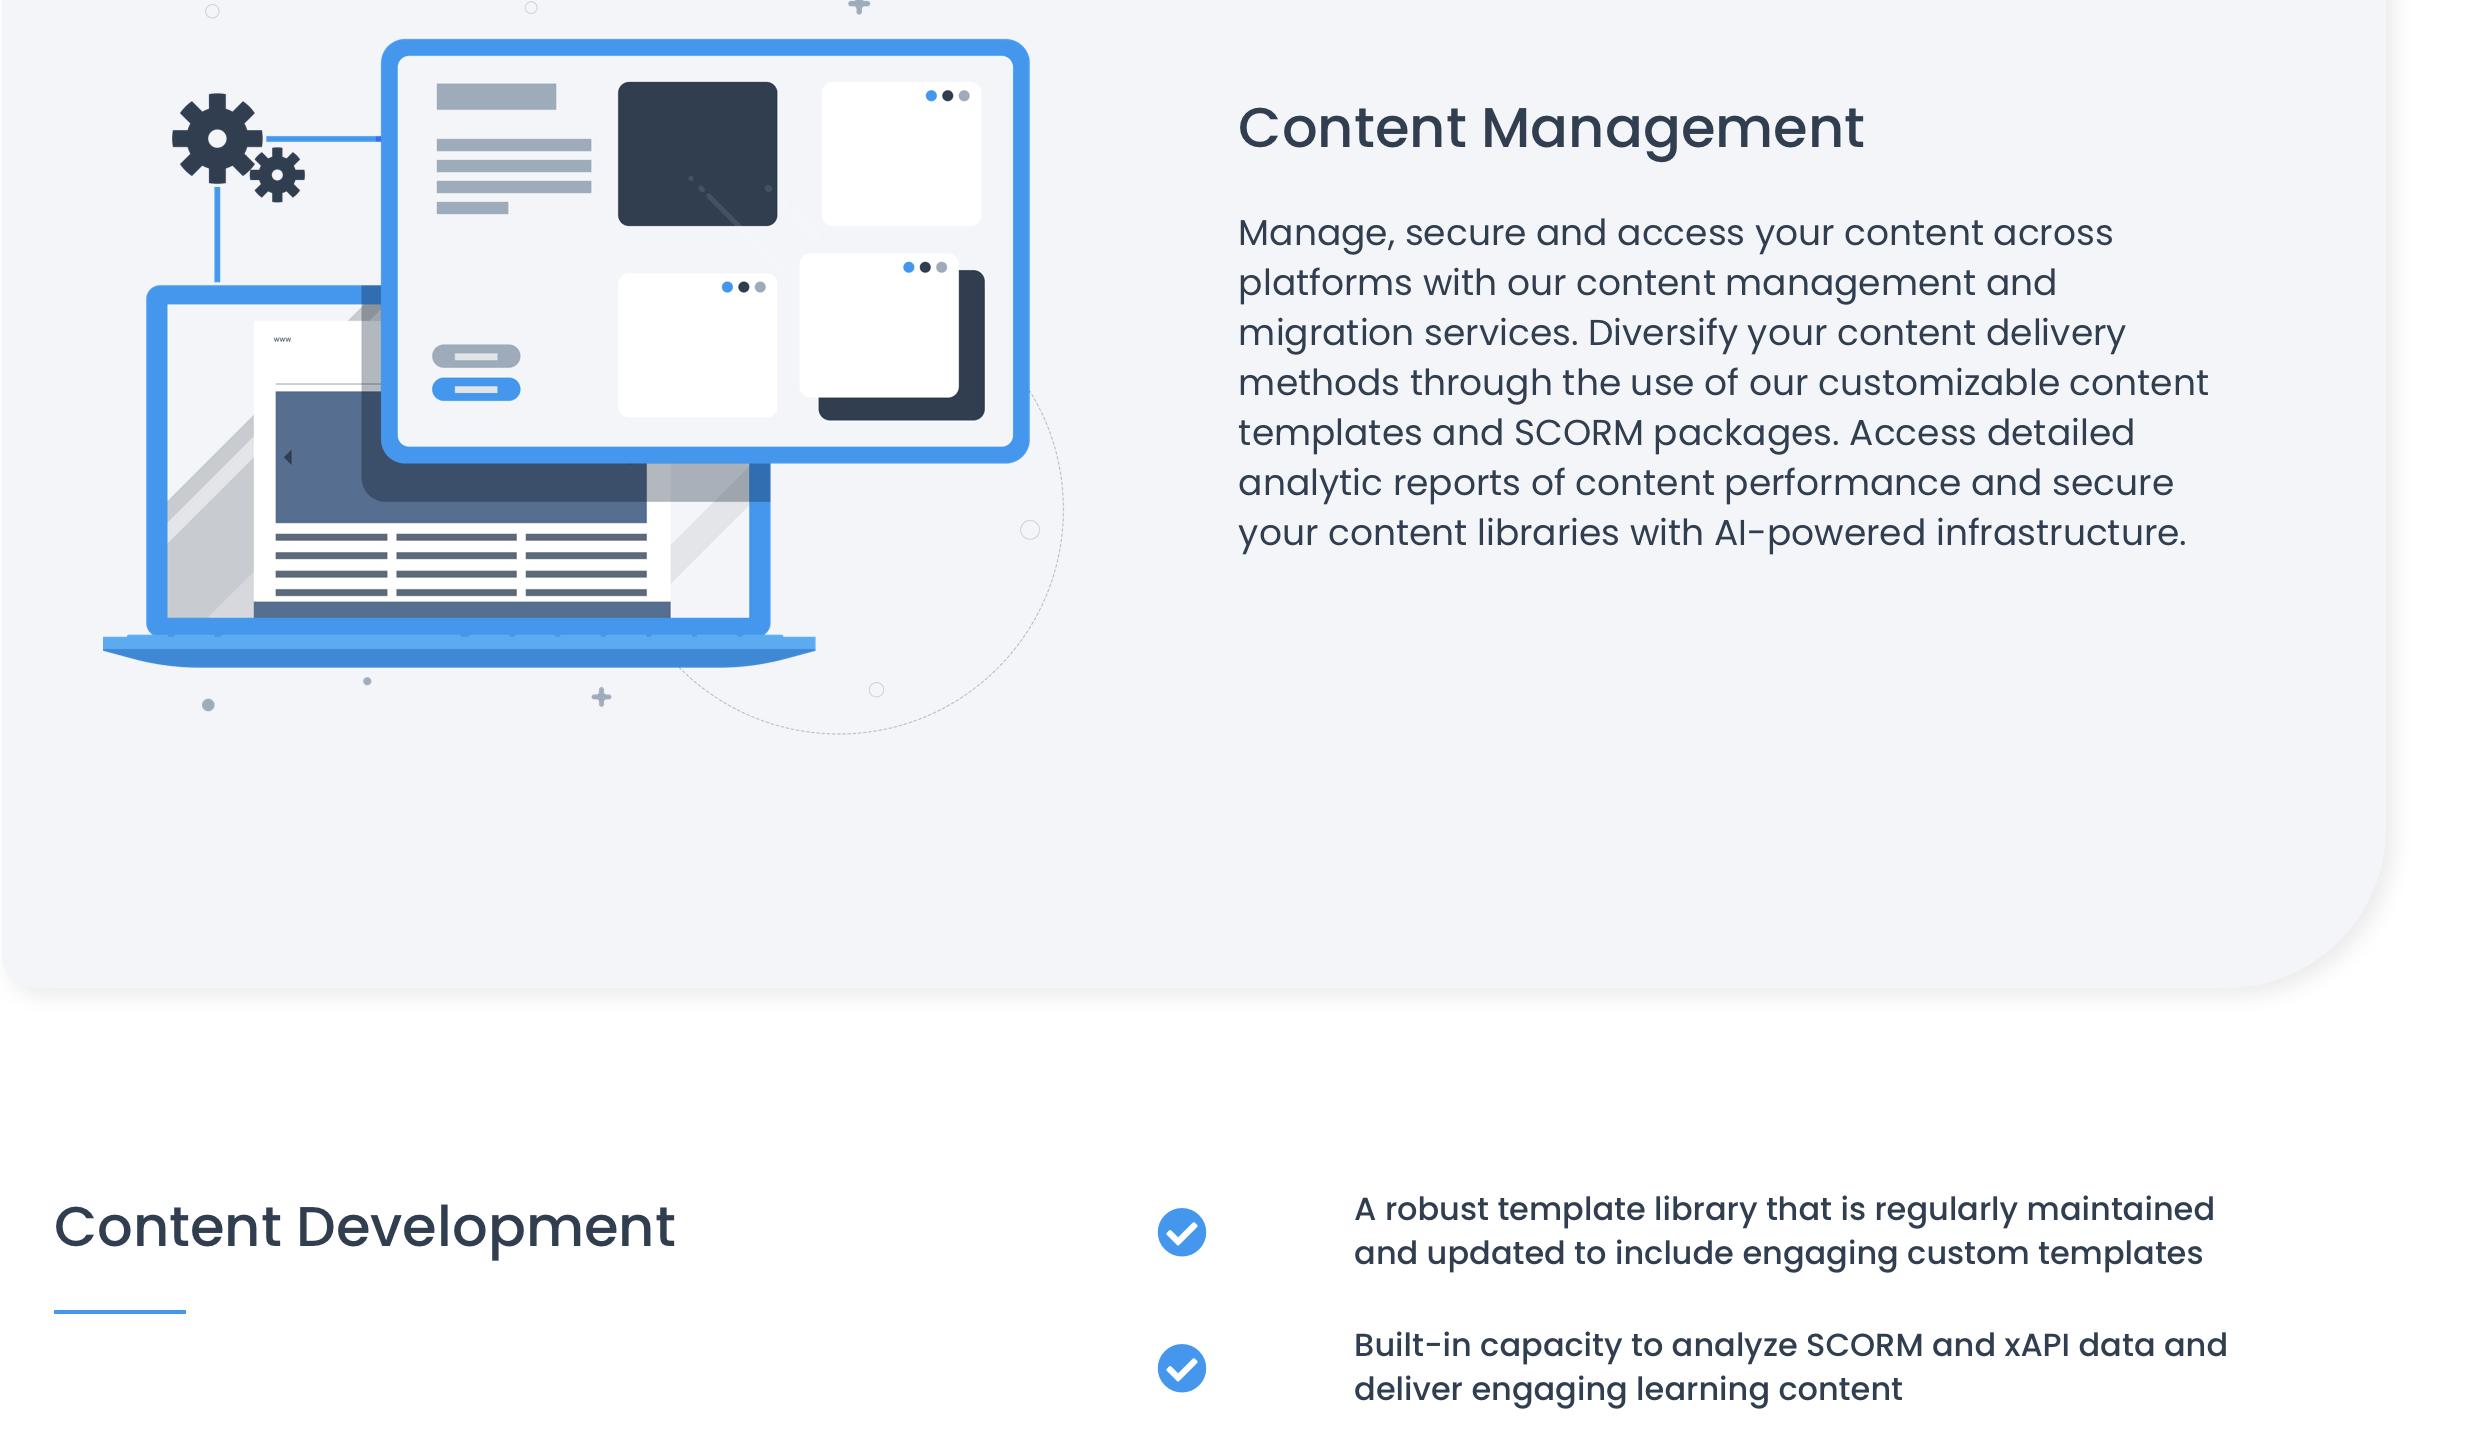 www
Content Management
Manage, secure and access your content across
platforms with our content management and
migration services. Diversify your content delivery
methods through the use of our customizable content
templates and SCORM packages. Access detailed
analytic reports of content performance and secure
your content libraries with AI-powered infrastructure.
Content Development
A robust template library that is regularly maintained
and updated to include engaging custom templates
Built-in capacity to analyze SCORM and xAPI data and
deliver engaging learning content